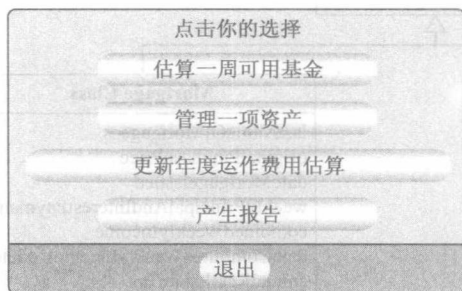 点击你的选择
估算一周可用基金
管理一项资产
更新年度运作费用估算
产生报告
退出